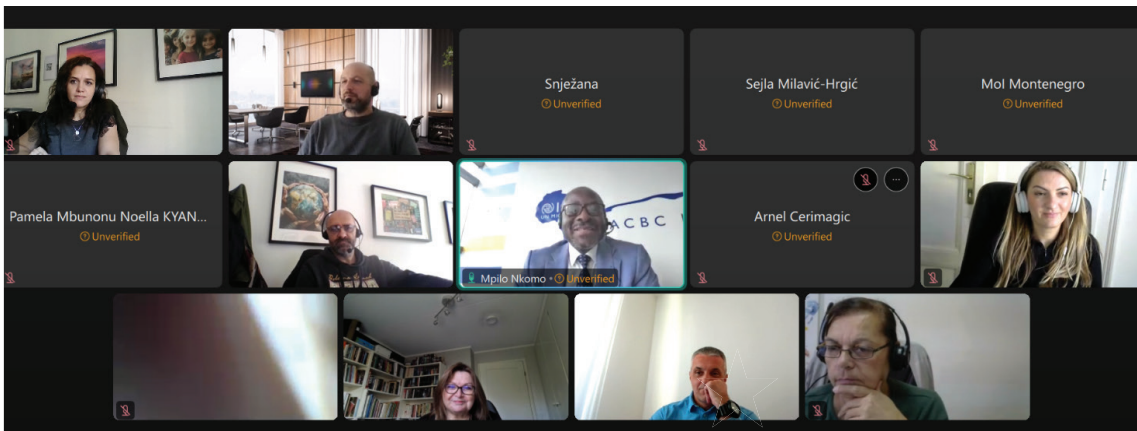 Snježana
Unverified
Sejla Milavić-Hrgić
Unverified
MoI Montenegro
Unverified
Pamela Mbunonu Noella KYAN...
Unverified
ACBC
Mpilo Nkomo • Unverified
Arnel Cerimagic
Unverified